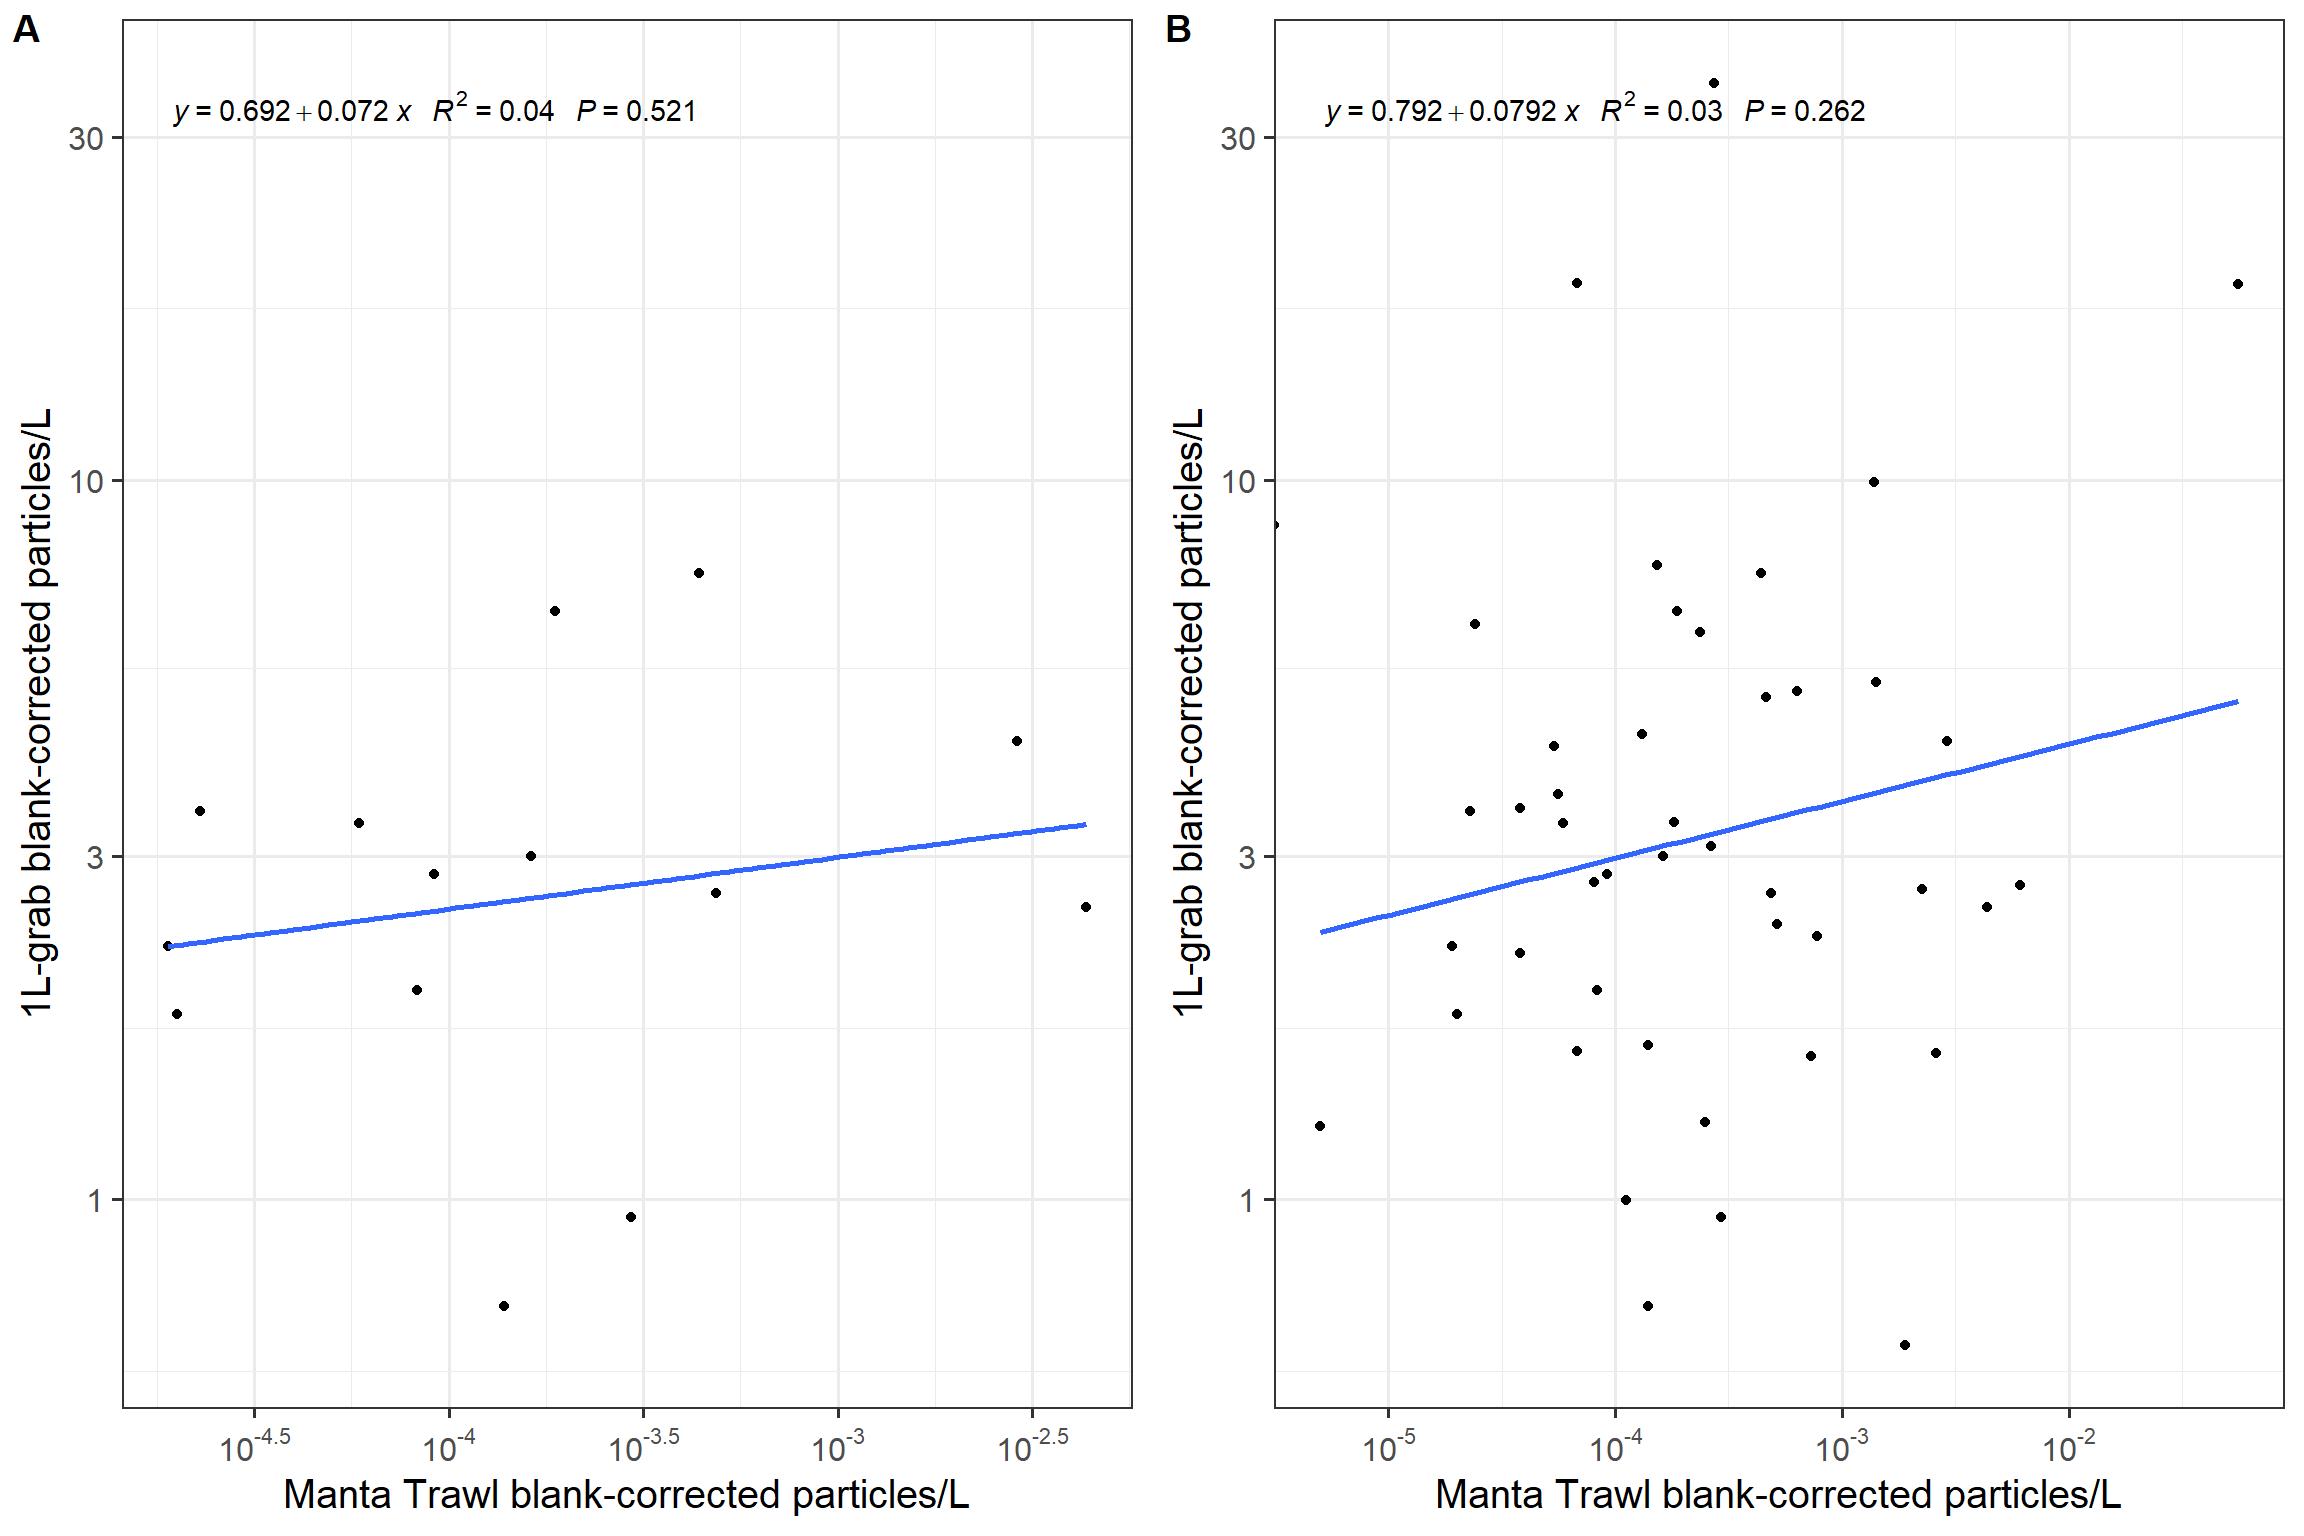 A
y = 0.692 + 0.072 x R² = 0.04 P = 0.521
30
10
3
1
1L-grab blank-corrected particles/L
10^-4.5 10^-4 10^-3.5 10^-3 10^-2.5
Manta Trawl blank-corrected particles/L
B
y = 0.792 + 0.0792 x R² = 0.03 P = 0.262
30
10
3
1
1L-grab blank-corrected particles/L
10^-5 10^-4 10^-3 10^-2
Manta Trawl blank-corrected particles/L